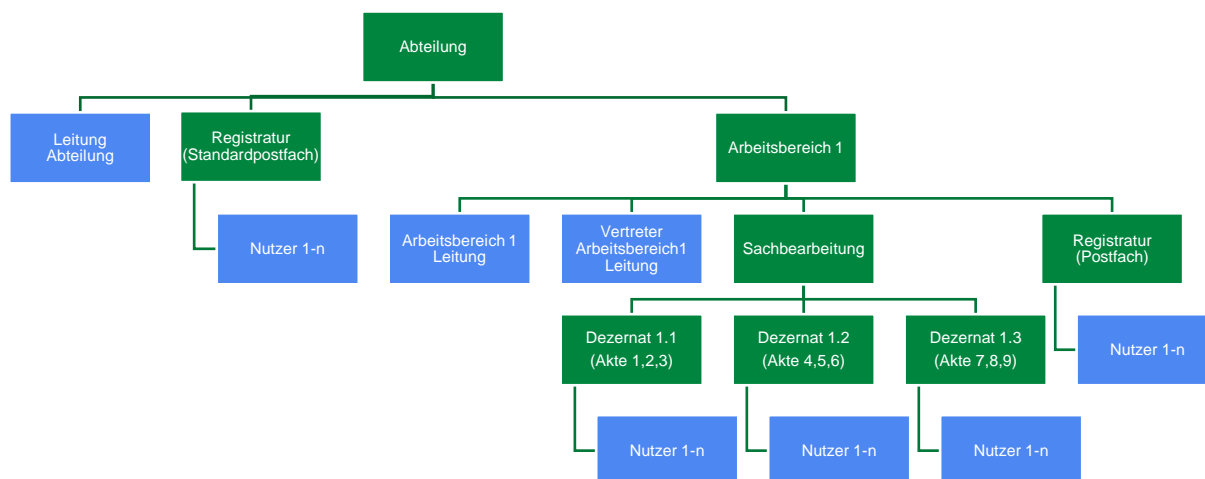 Abteilung
Leitung
Abteilung
Registratur
(Standardpostfach)
Arbeitsbereich 1
Nutzer 1-n
Arbeitsbereich 1
Leitung
Vertreter
Arbeitsbereich1
Leitung
Sachbearbeitung
Registratur
(Postfach)
Dezernat 1.1
(Akte 1,2,3)
Dezernat 1.2
(Akte 4,5,6)
Dezernat 1.3
(Akte 7,8,9)
Nutzer 1-n
Nutzer 1-n
Nutzer 1-n
Nutzer 1-n